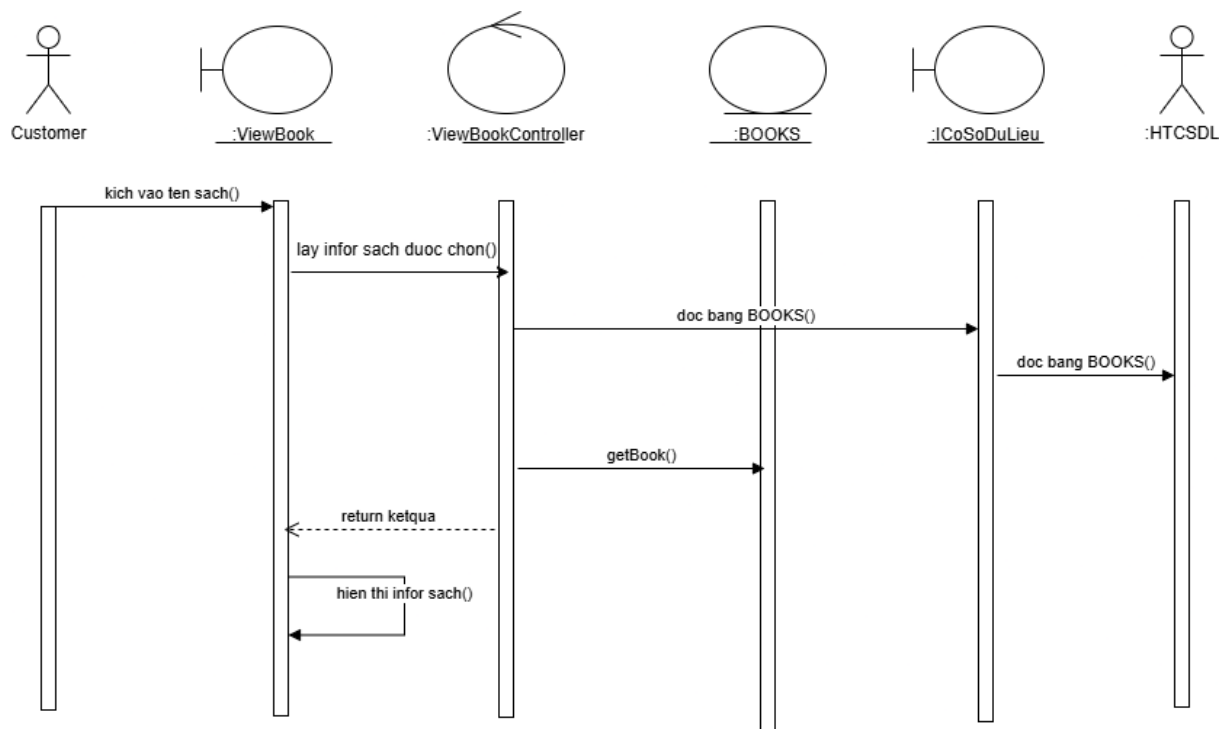 Customer
:ViewBook
:ViewBookController
:BOOKS
:ICoSoDuLieu
:HTCSDL
kich vao ten sach()
lay infor sach duoc chon()
doc bang BOOKS()
doc bang BOOKS()
getBook()
return ketqua
hien thi infor sach()